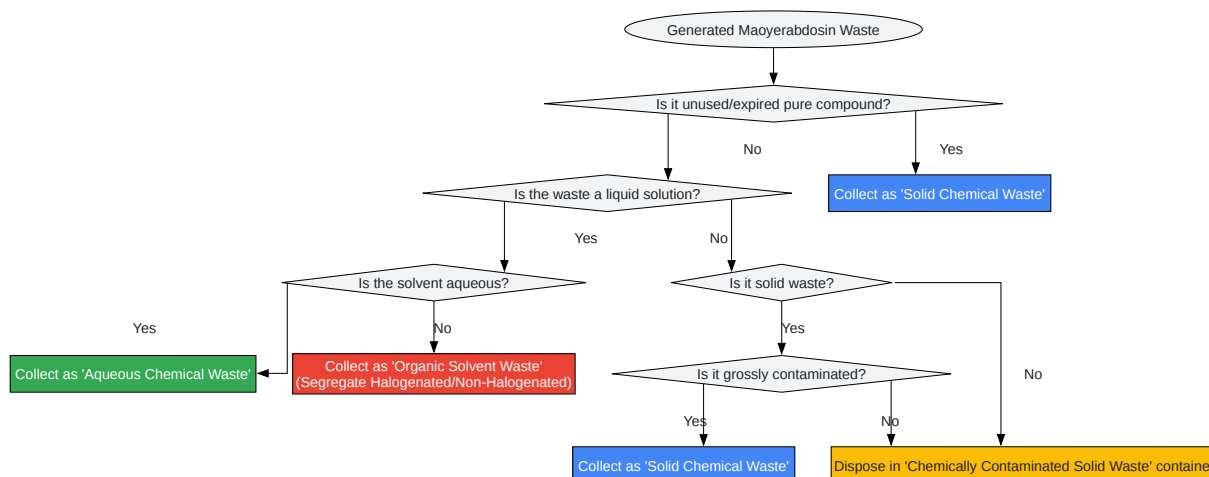 Generated Maoyerabdosin Waste
Is it unused/expired pure compound?
No
Yes
Is the waste a liquid solution?
Collect as 'Solid Chemical Waste'
Yes
No
Is the solvent aqueous?
Is it solid waste?
Yes
No
Yes
Collect as 'Aqueous Chemical Waste'
Collect as 'Organic Solvent Waste'
(Segregate Halogenated/Non-Halogenated)
Is it grossly contaminated?
No
Yes
No
Collect as 'Solid Chemical Waste'
Dispose in 'Chemically Contaminated Solid Waste' containe